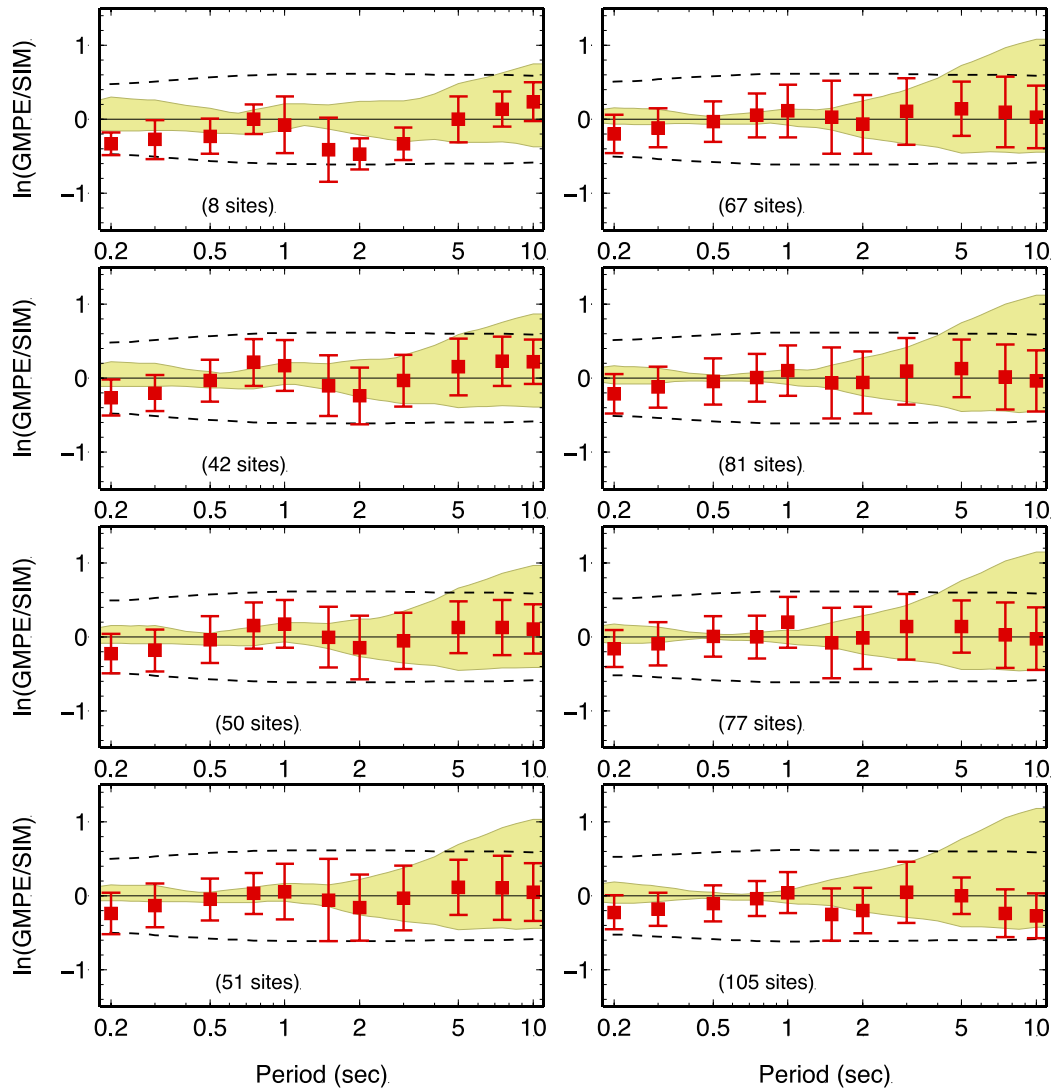 ln(GMPE/SIM)
1
0
−1
(8 sites)
0.2 0.5 1 2 5 10
1
0
−1
(67 sites)
0.2 0.5 1 2 5 10
ln(GMPE/SIM)
1
0
−1
(42 sites)
0.2 0.5 1 2 5 10
1
0
−1
(81 sites)
0.2 0.5 1 2 5 10
ln(GMPE/SIM)
1
0
−1
(50 sites)
0.2 0.5 1 2 5 10
1
0
−1
(77 sites)
0.2 0.5 1 2 5 10
ln(GMPE/SIM)
1
0
−1
(51 sites)
0.2 0.5 1 2 5 10
Period (sec)
1
0
−1
(105 sites)
0.2 0.5 1 2 5 10
Period (sec)